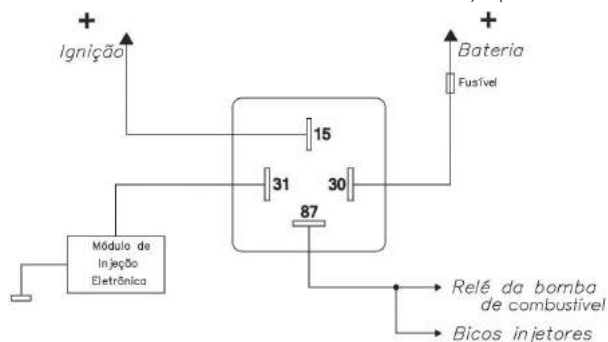 +
Ignição
+
Bateria
Fusível
15
31
30
87
Módulo de
Injeção
Eletrônica
Relé da bomba
de combustível
Bicos injetores